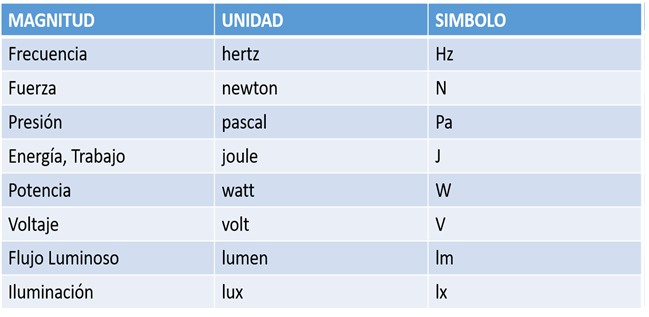 MAGNITUD UNIDAD SIMBOLO
Frecuencia hertz Hz
Fuerza newton N
Presión pascal Pa
Energía, Trabajo joule J
Potencia watt W
Voltaje volt V
Flujo Luminoso lumen lm
Iluminación lux lx